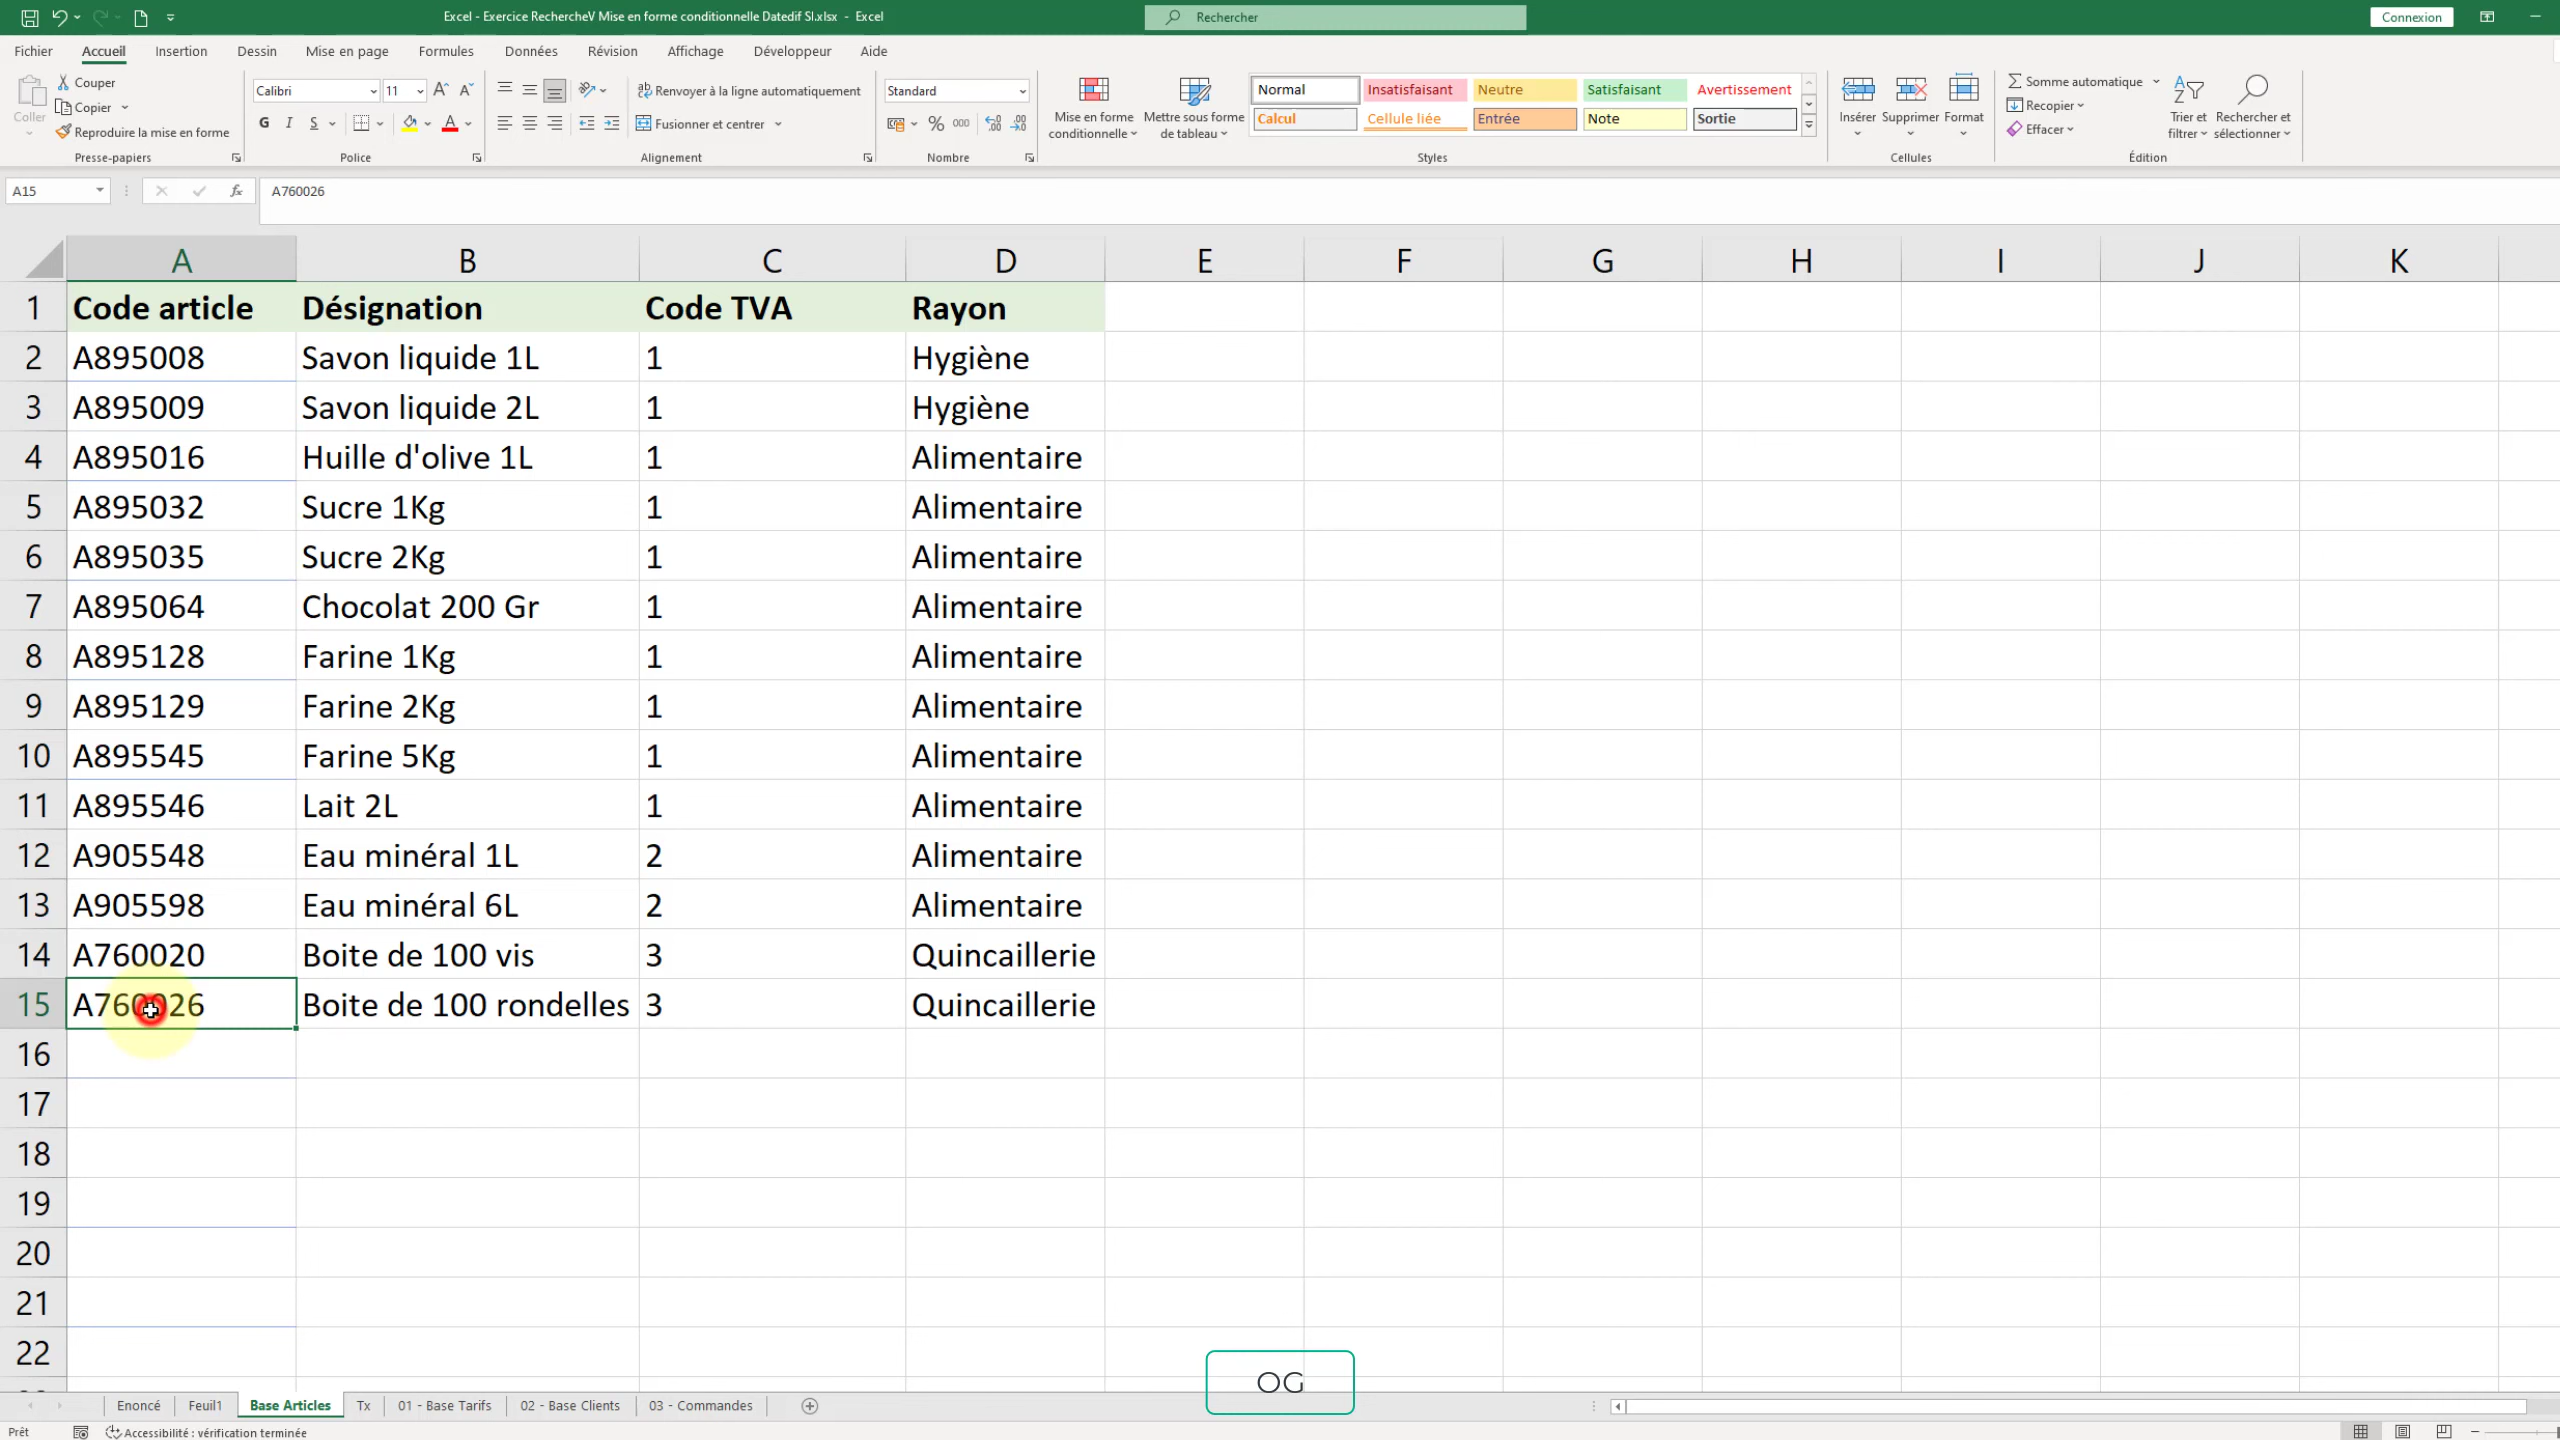 Excel - Exercice RechercheV Mise en forme conditionnelle Datedif SI.xlsx - Excel
Rechercher
Connexion
Fichier Accueil Insertion Dessin Mise en page Formules Données Révision Affichage Développeur Aide
Coller
Couper
Copier
Reproduire la mise en forme
Presse-papiers
Calibri 11
G I S
Police
Renvoyer à la ligne automatiquement
Fusionner et centrer
Alignement
Standard
% 000
Nombre
Mise en forme conditionnelle
Mettre sous forme de tableau
Normal Insatisfaisant Neutre Satisfaisant Avertissement
Calcul Cellule liée Entrée Note Sortie
Styles
Insérer Supprimer Format
Cellules
Somme automatique
Recopier
Effacer
Trier et filtrer
Rechercher et sélectionner
Édition
A15 fx A760026
A B C D E F G H I J K
1 Code article Désignation Code TVA Rayon
2 A895008 Savon liquide 1L 1 Hygiène
3 A895009 Savon liquide 2L 1 Hygiène
4 A895016 Huille d'olive 1L 1 Alimentaire
5 A895032 Sucre 1Kg 1 Alimentaire
6 A895035 Sucre 2Kg 1 Alimentaire
7 A895064 Chocolat 200 Gr 1 Alimentaire
8 A895128 Farine 1Kg 1 Alimentaire
9 A895129 Farine 2Kg 1 Alimentaire
10 A895545 Farine 5Kg 1 Alimentaire
11 A895546 Lait 2L 1 Alimentaire
12 A905548 Eau minéral 1L 2 Alimentaire
13 A905598 Eau minéral 6L 2 Alimentaire
14 A760020 Boite de 100 vis 3 Quincaillerie
15 A760026 Boite de 100 rondelles 3 Quincaillerie
16
17
18
19
20
21
22
OG
Enoncé Feuil1 Base Articles Tx 01 - Base Tarifs 02 - Base Clients 03 - Commandes
Prêt Accessibilité : vérification terminée